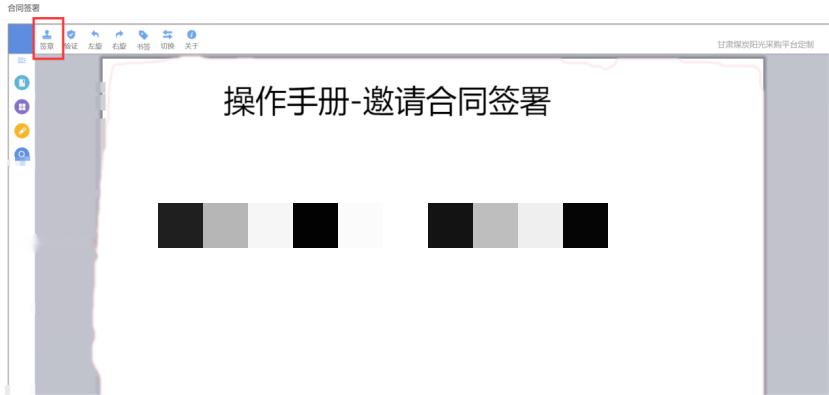 合同签署
签章 验证 左旋 右旋 书签 切换 关于
甘肃煤炭阳光采购平台定制
操作手册-邀请合同签署